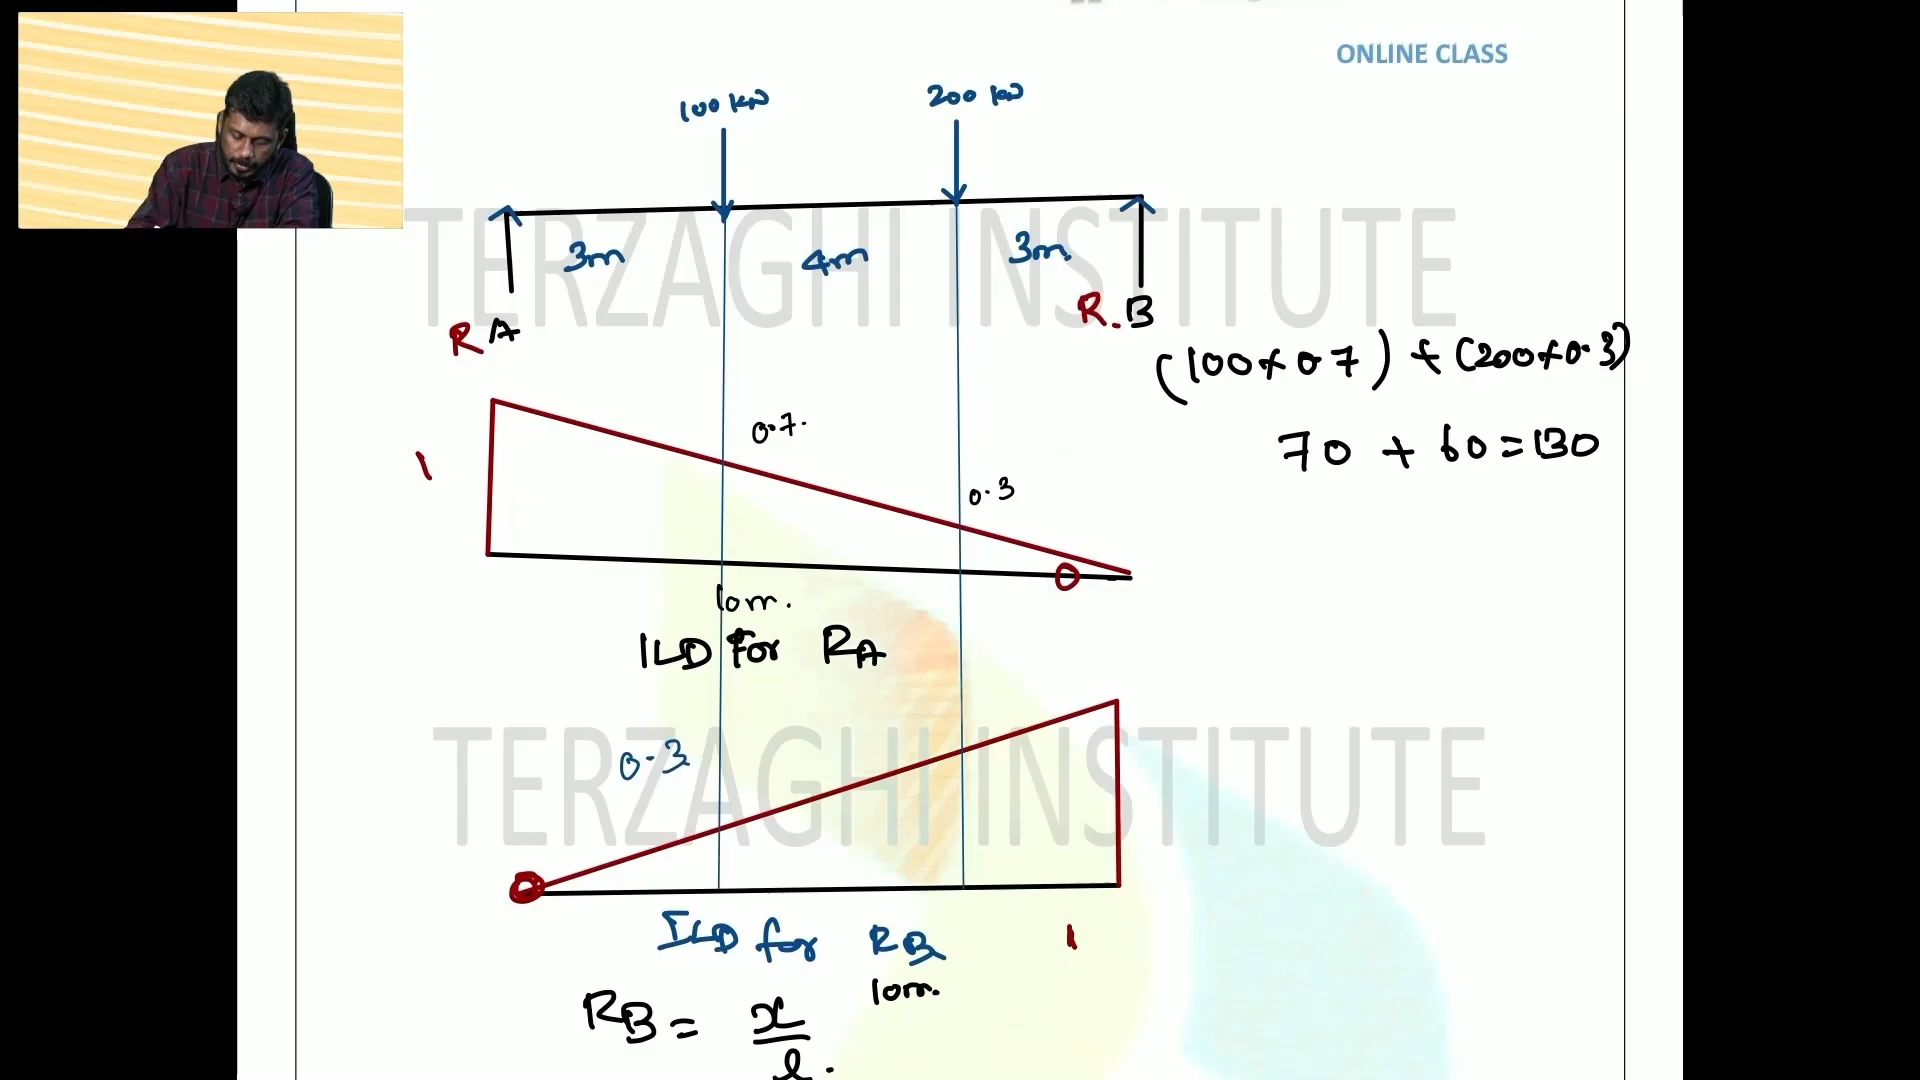 ONLINE CLASS
100 kN
200 kN
TERZAGHI INSTITUTE
3m
4m
3m.
RA
R.B
(100×0.7) + (200×0.3)
70 + 60 = 130
1
0.7.
0.3
10m.
ILD for RA
TERZAGHI INSTITUTE
0.3
ILD for RB
1
10m.
RB = x
l.